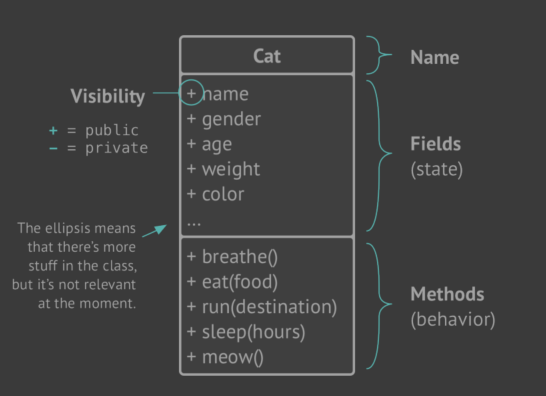 Cat
Name
Visibility
+ = public
− = private
+ name
+ gender
+ age
+ weight
+ color
...
Fields
(state)
The ellipsis means
that there's more
stuff in the class,
but it's not relevant
at the moment.
+ breathe()
+ eat(food)
+ run(destination)
+ sleep(hours)
+ meow()
Methods
(behavior)